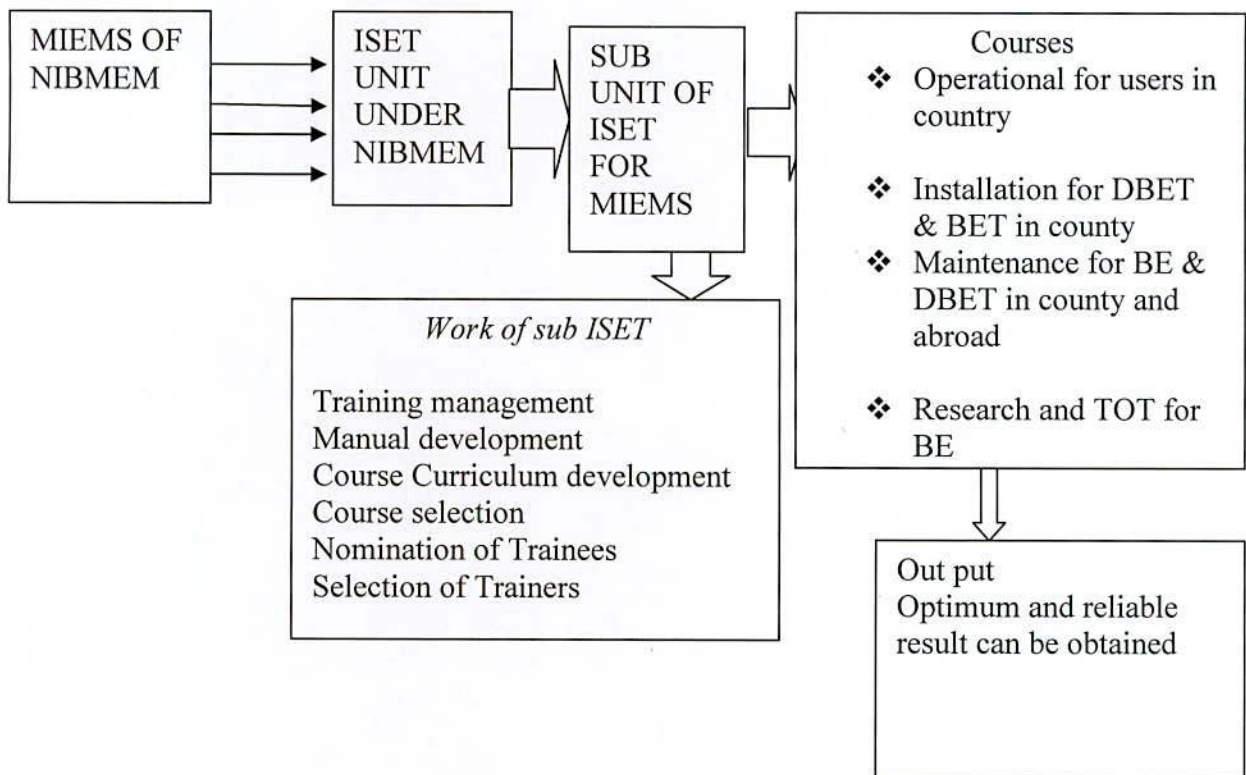 MIEMS OF
NIBMEM
ISET
UNIT
UNDER
NIBMEM
SUB
UNIT OF
ISET
FOR
MIEMS
Courses
❖ Operational for users in
country
❖ Installation for DBET
& BET in county
❖ Maintenance for BE &
DBET in county and
abroad
❖ Research and TOT for
BE
Work of sub ISET
Training management
Manual development
Course Curriculum development
Course selection
Nomination of Trainees
Selection of Trainers
Out put
Optimum and reliable
result can be obtained